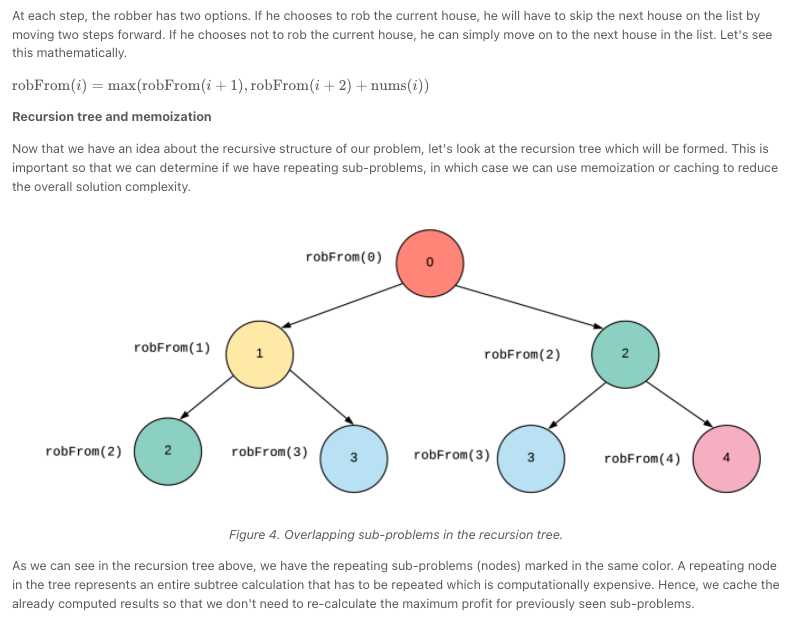 At each step, the robber has two options. If he chooses to rob the current house, he will have to skip the next house on the list by
moving two steps forward. If he chooses not to rob the current house, he can simply move on to the next house in the list. Let's see
this mathematically.
robFrom(i) = max(robFrom(i + 1), robFrom(i + 2) + nums(i))
Recursion tree and memoization
Now that we have an idea about the recursive structure of our problem, let's look at the recursion tree which will be formed. This is
important so that we can determine if we have repeating sub-problems, in which case we can use memoization or caching to reduce
the overall solution complexity.
robFrom(0) 0
robFrom(1) 1 robFrom(2) 2
robFrom(2) 2 robFrom(3) 3 robFrom(3) 3 robFrom(4) 4
Figure 4. Overlapping sub-problems in the recursion tree.
As we can see in the recursion tree above, we have the repeating sub-problems (nodes) marked in the same color. A repeating node
in the tree represents an entire subtree calculation that has to be repeated which is computationally expensive. Hence, we cache the
already computed results so that we don't need to re-calculate the maximum profit for previously seen sub-problems.